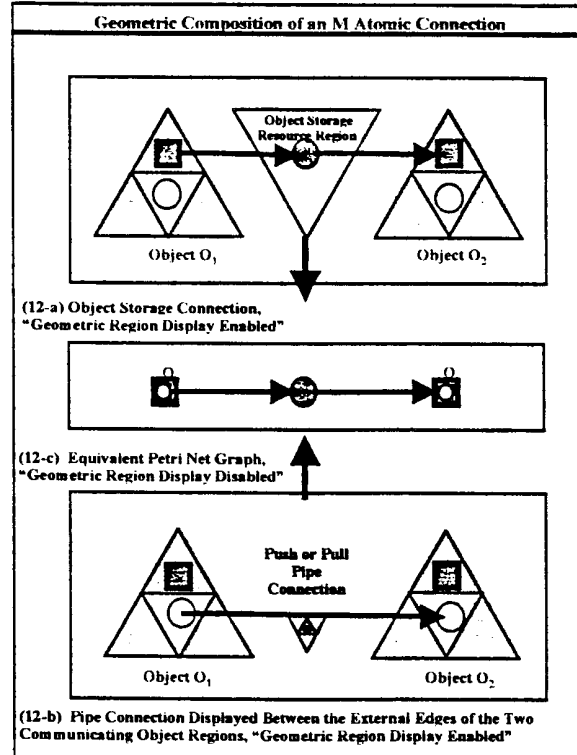 Geometric Composition of an M Atomic Connection
Object Storage
Resource Region
Object O₁
Object O₂
(12-a) Object Storage Connection,
“Geometric Region Display Enabled”
O
O
(12-c) Equivalent Petri Net Graph,
“Geometric Region Display Disabled”
Push or Pull
Pipe
Connection
Object O₁
Object O₂
(12-b) Pipe Connection Displayed Between the External Edges of the Two
Communicating Object Regions, “Geometric Region Display Enabled”